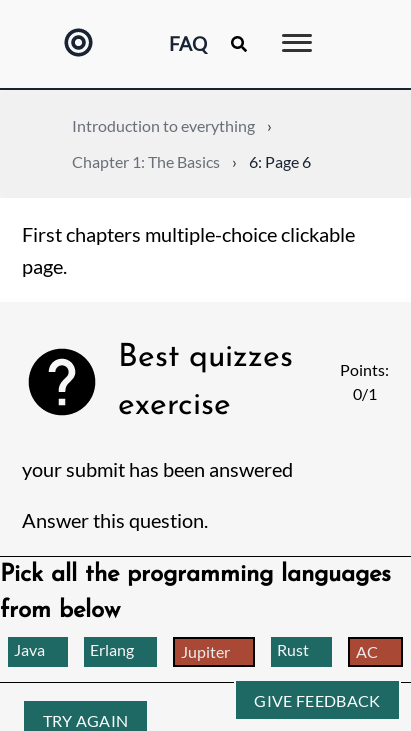 FAQ
Introduction to everything ›
Chapter 1: The Basics › 6: Page 6
First chapters multiple-choice clickable
page.
Best quizzes
exercise
Points:
0/1
your submit has been answered
Answer this question.
Pick all the programming languages
from below
Java Erlang Jupiter Rust AC
GIVE FEEDBACK
TRY AGAIN